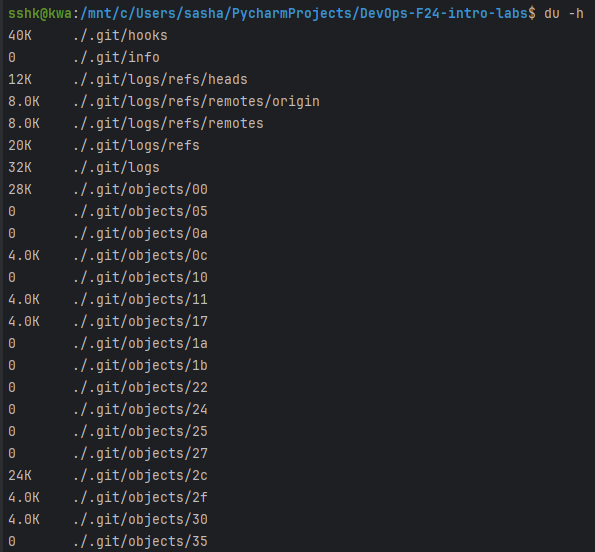 sshk@kwa:/mnt/c/Users/sasha/PycharmProjects/DevOps-F24-intro-labs$ du -h
40K     ./.git/hooks
0       ./.git/info
12K     ./.git/logs/refs/heads
8.0K    ./.git/logs/refs/remotes/origin
8.0K    ./.git/logs/refs/remotes
20K     ./.git/logs/refs
32K     ./.git/logs
28K     ./.git/objects/00
0       ./.git/objects/05
0       ./.git/objects/0a
4.0K    ./.git/objects/0c
0       ./.git/objects/10
4.0K    ./.git/objects/11
4.0K    ./.git/objects/17
0       ./.git/objects/1a
0       ./.git/objects/1b
0       ./.git/objects/22
0       ./.git/objects/24
0       ./.git/objects/25
0       ./.git/objects/27
24K     ./.git/objects/2c
4.0K    ./.git/objects/2f
4.0K    ./.git/objects/30
0       ./.git/objects/35